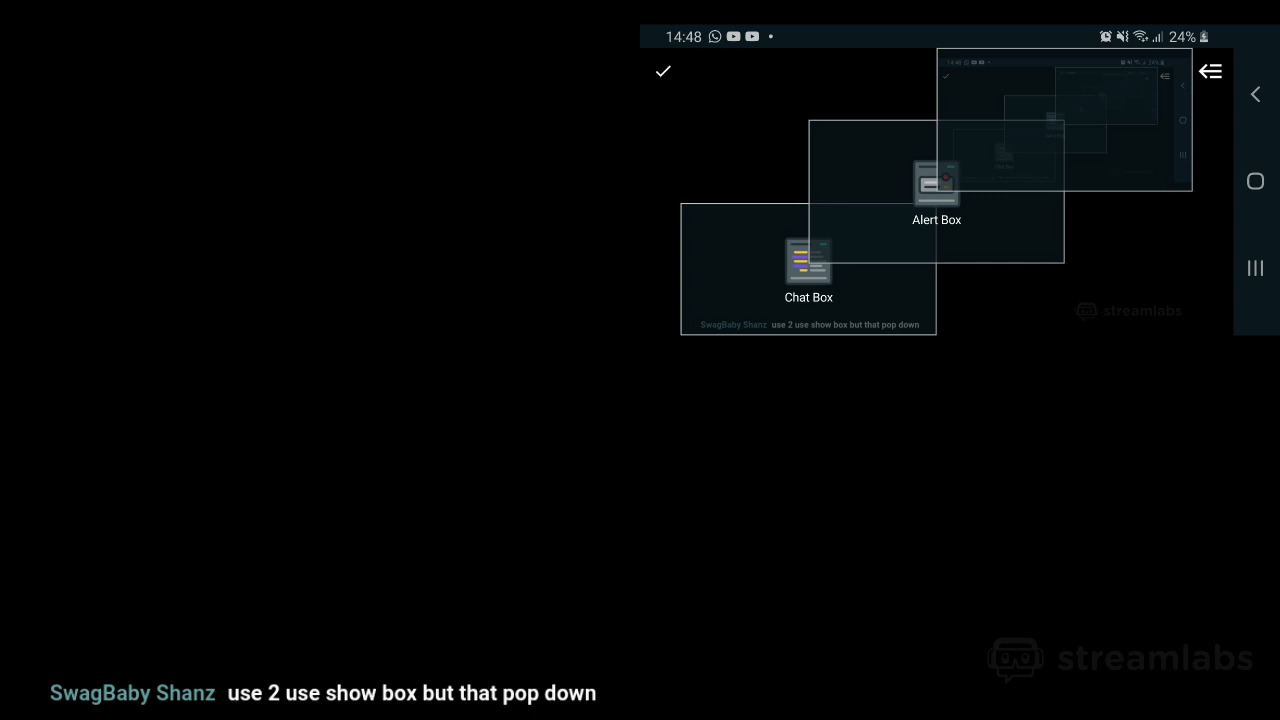 14:48
24%
Alert Box
Chat Box
SwagBaby Shanz use 2 use show box but that pop down
streamlabs
streamlabs
SwagBaby Shanz use 2 use show box but that pop down